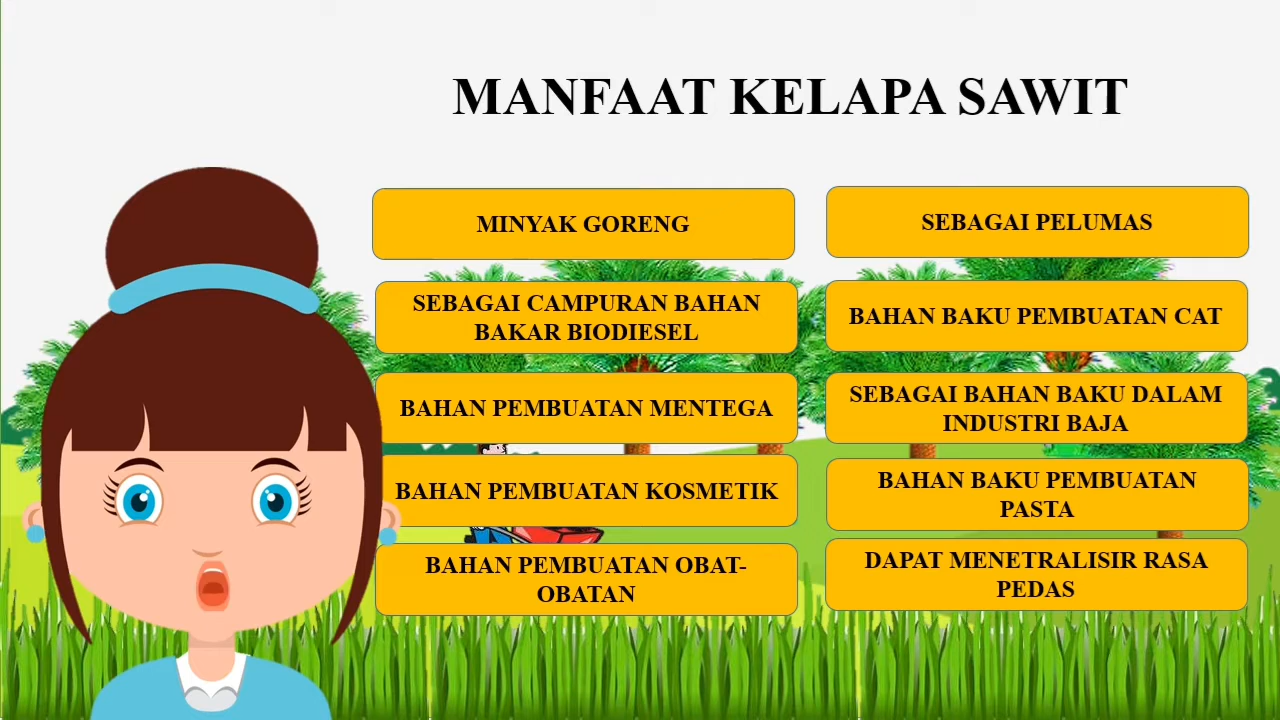 MANFAAT KELAPA SAWIT
MINYAK GORENG
SEBAGAI CAMPURAN BAHAN
BAKAR BIODIESEL
BAHAN PEMBUATAN MENTEGA
BAHAN PEMBUATAN KOSMETIK
BAHAN PEMBUATAN OBAT-
OBATAN
SEBAGAI PELUMAS
BAHAN BAKU PEMBUATAN CAT
SEBAGAI BAHAN BAKU DALAM
INDUSTRI BAJA
BAHAN BAKU PEMBUATAN
PASTA
DAPAT MENETRALISIR RASA
PEDAS